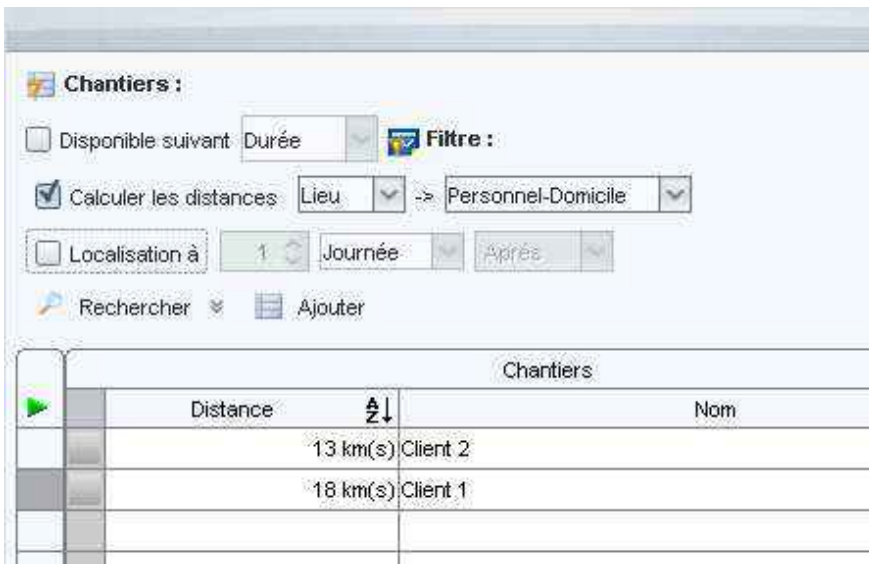 Chantiers :
Disponible suivant Durée Filtre :
Calculer les distances Lieu -> Personnel-Domicile
Localisation à 1 Journée Après
Rechercher Ajouter
Chantiers
Distance AZ Nom
13 km(s) Client 2
18 km(s) Client 1